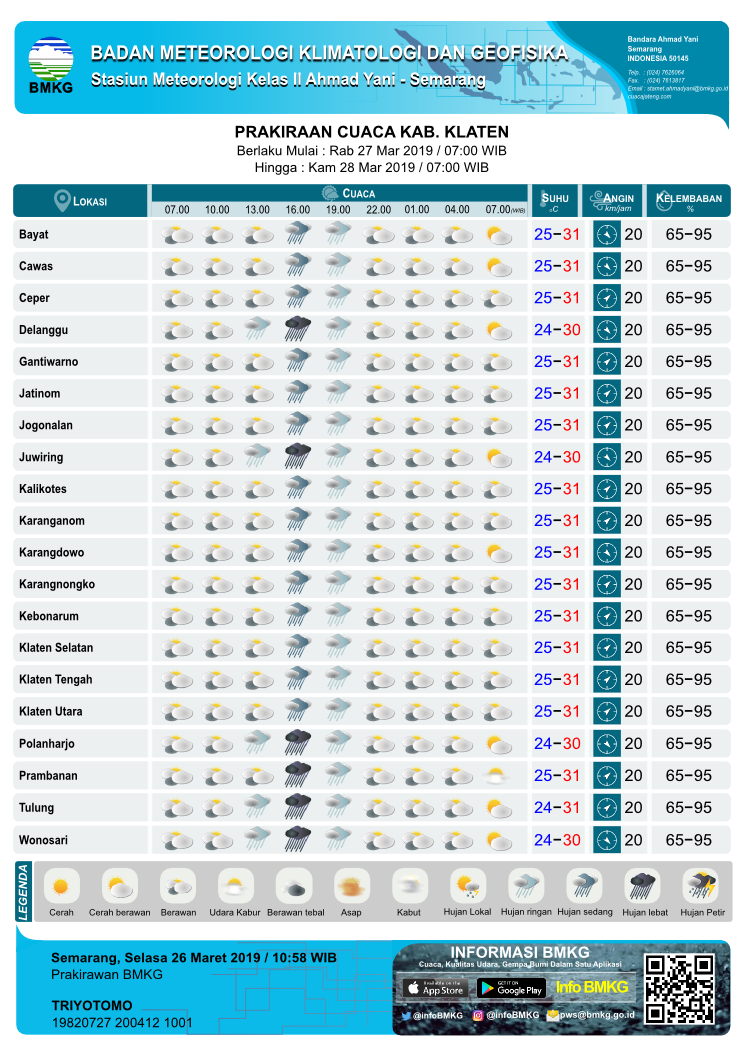 BMKG
BADAN METEOROLOGI KLIMATOLOGI DAN GEOFISIKA
Stasiun Meteorologi Kelas II Ahmad Yani - Semarang
Bandara Ahmad Yani
Semarang
INDONESIA 50145
Telp. : (024) 7626064
Fax. : (024) 7613817
Email : stamet.ahmadyani@bmkg.go.id
cuacajateng.com
PRAKIRAAN CUACA KAB. KLATEN
Berlaku Mulai : Rab 27 Mar 2019 / 07:00 WIB
Hingga : Kam 28 Mar 2019 / 07:00 WIB
LOKASI CUACA SUHU °C ANGIN km/jam KELEMBABAN %
07.00 10.00 13.00 16.00 19.00 22.00 01.00 04.00 07.00 (WIB)
Bayat 25-31 20 65-95
Cawas 25-31 20 65-95
Ceper 25-31 20 65-95
Delanggu 24-30 20 65-95
Gantiwarno 25-31 20 65-95
Jatinom 25-31 20 65-95
Jogonalan 25-31 20 65-95
Juwiring 24-30 20 65-95
Kalikotes 25-31 20 65-95
Karanganom 25-31 20 65-95
Karangdowo 25-31 20 65-95
Karangnongko 25-31 20 65-95
Kebonarum 25-31 20 65-95
Klaten Selatan 25-31 20 65-95
Klaten Tengah 25-31 20 65-95
Klaten Utara 25-31 20 65-95
Polanharjo 24-30 20 65-95
Prambanan 25-31 20 65-95
Tulung 24-31 20 65-95
Wonosari 24-30 20 65-95
LEGENDA
Cerah Cerah berawan Berawan Udara Kabur Berawan tebal Asap Kabut Hujan Lokal Hujan ringan Hujan sedang Hujan lebat Hujan Petir
Semarang, Selasa 26 Maret 2019 / 10:58 WIB
Prakirawan BMKG
TRIYOTOMO
19820727 200412 1001
INFORMASI BMKG
Cuaca, Kualitas Udara, Gempa Bumi Dalam Satu Aplikasi
Available on the App Store
GET IT ON Google Play
Info BMKG
@infoBMKG @infoBMKG pws@bmkg.go.id